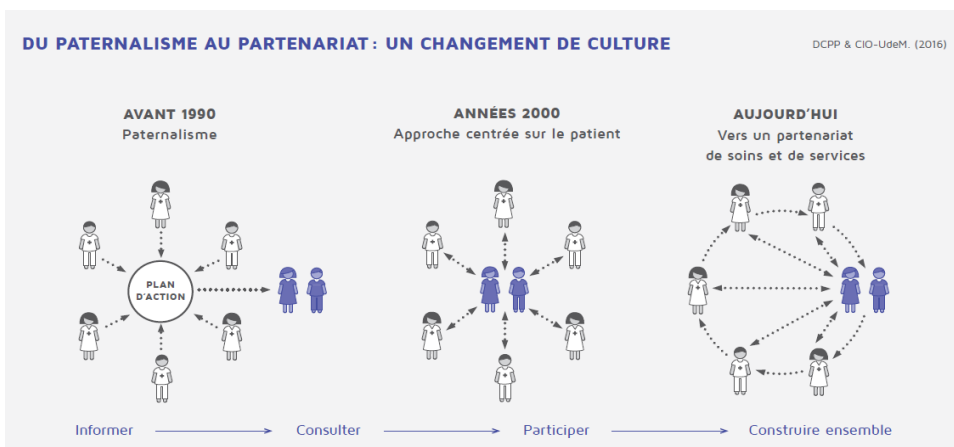 DU PATERNALISME AU PARTENARIAT : UN CHANGEMENT DE CULTURE
DCPP & CIO-UdeM. (2016)
AVANT 1990
Paternalisme
ANNÉES 2000
Approche centrée sur le patient
AUJOURD'HUI
Vers un partenariat
de soins et de services
PLAN
D'ACTION
Informer
Consulter
Participer
Construire ensemble